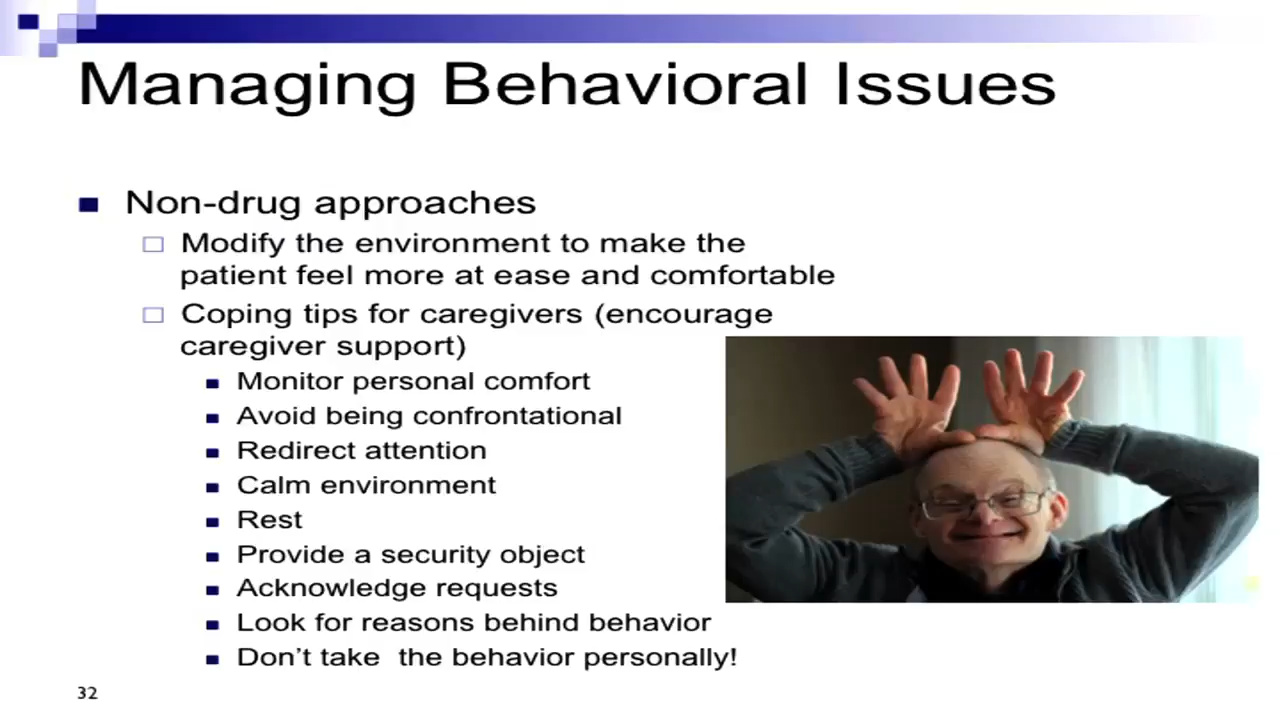 Managing Behavioral Issues
Non-drug approaches
Modify the environment to make the
patient feel more at ease and comfortable
Coping tips for caregivers (encourage
caregiver support)
Monitor personal comfort
Avoid being confrontational
Redirect attention
Calm environment
Rest
Provide a security object
Acknowledge requests
Look for reasons behind behavior
Don't take  the behavior personally!
32